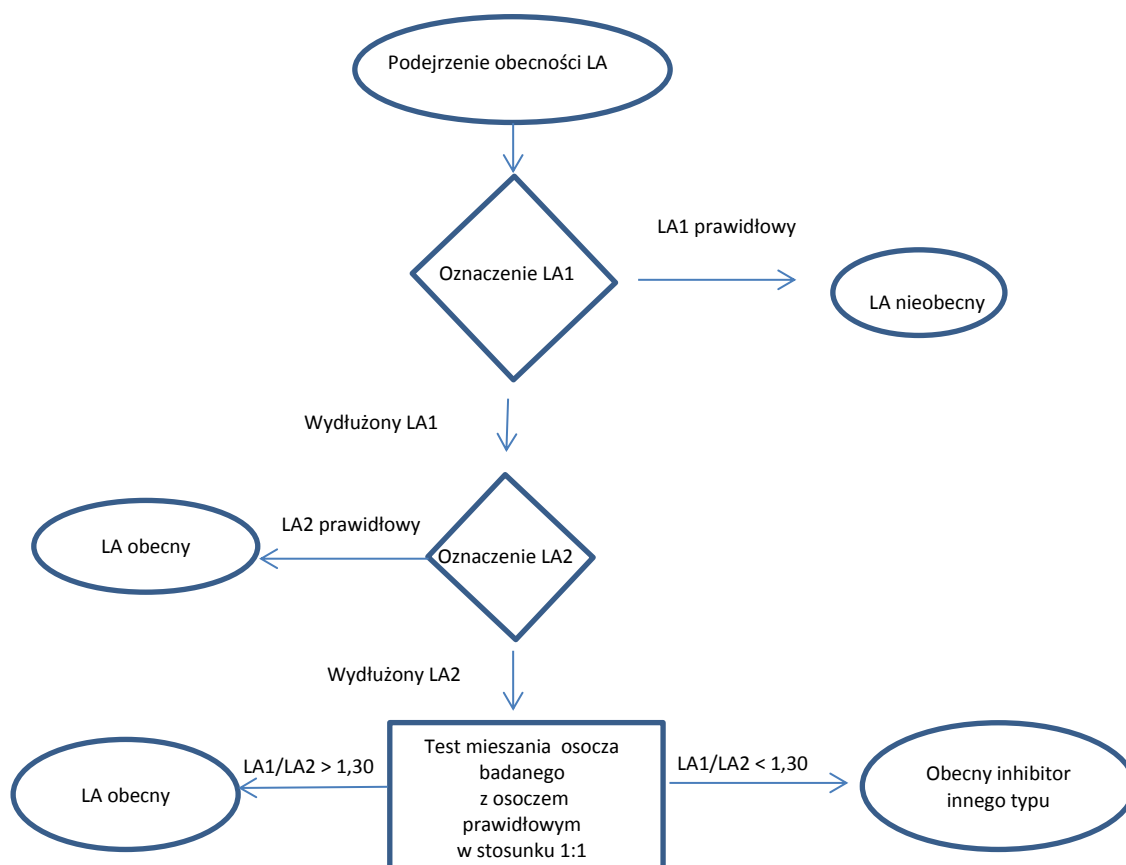 Podejrzenie obecności LA
LA1 prawidłowy
Oznaczenie LA1
LA nieobecny
Wydłużony LA1
LA2 prawidłowy
LA obecny
Oznaczenie LA2
Wydłużony LA2
LA1/LA2 > 1,30
LA obecny
Test mieszania osocza
badanego
z osoczem
prawidłowym
w stosunku 1:1
LA1/LA2 < 1,30
Obecny inhibitor
innego typu